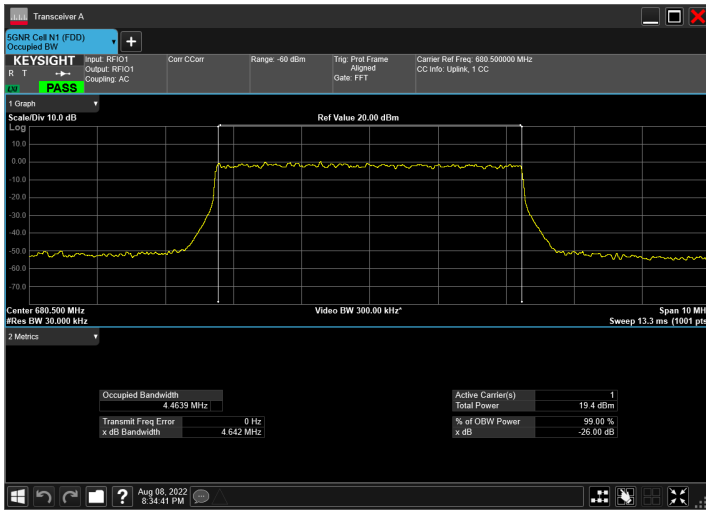 Transceiver A
5GNR Cell N1 (FDD)
Occupied BW
KEYSIGHT
R T
LXI
PASS
Input: RFIO1
Output: RFIO1
Coupling: AC
Corr CCorr
Range: -60 dBm
Trig: Prot Frame
Aligned
Gate: FFT
Carrier Ref Freq: 680.500000 MHz
CC Info: Uplink, 1 CC
1 Graph
Scale/Div 10.0 dB
Ref Value 20.00 dBm
Log
10.0
0.00
-10.0
-20.0
-30.0
-40.0
-50.0
-60.0
-70.0
Center 680.500 MHz
Video BW 300.00 kHz*
Span 10 MH
#Res BW 30.000 kHz
Sweep 13.3 ms (1001 pts
2 Metrics
Occupied Bandwidth
4.4639 MHz
Transmit Freq Error 0 Hz
x dB Bandwidth 4.642 MHz
Active Carrier(s) 1
Total Power 19.4 dBm
% of OBW Power 99.00 %
x dB -26.00 dB
Aug 08, 2022
8:34:41 PM